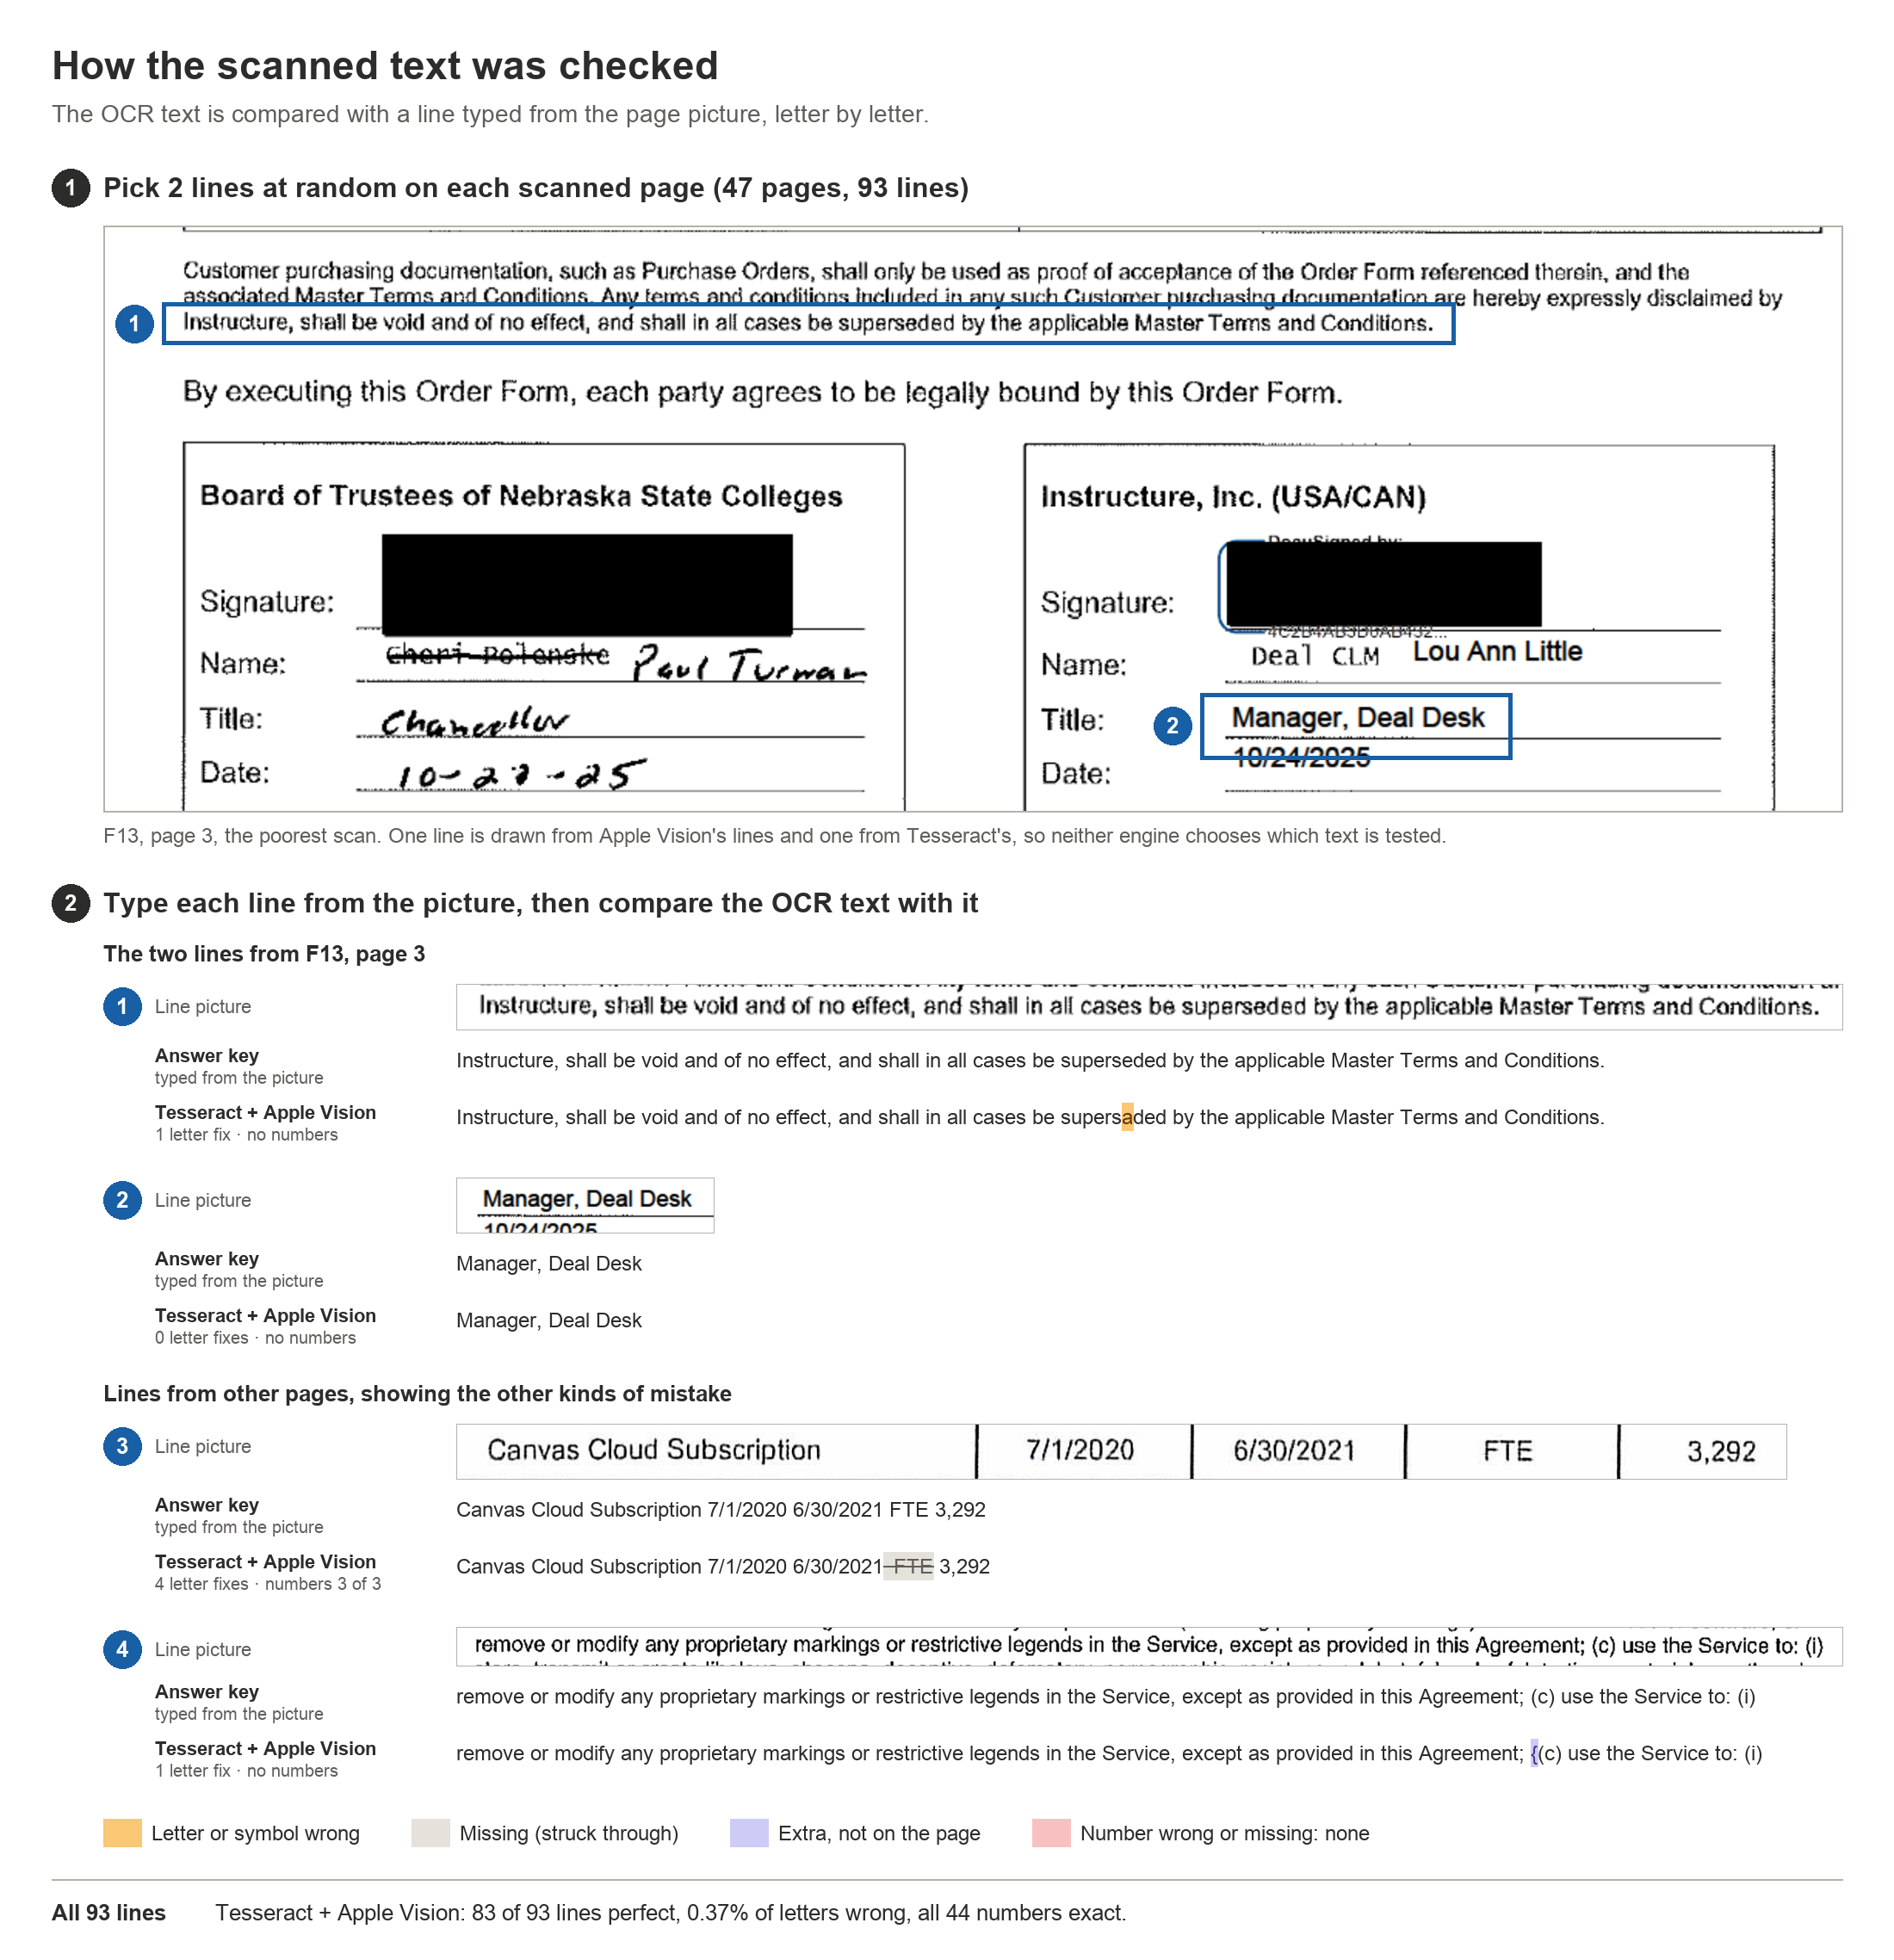 How the scanned text was checked
The OCR text is compared with a line typed from the page picture, letter by letter.
1 Pick 2 lines at random on each scanned page (47 pages, 93 lines)
Customer purchasing documentation, such as Purchase Orders, shall only be used as proof of acceptance of the Order Form referenced therein, and the
associated Master Terms and Conditions. Any terms and conditions included in any such Customer purchasing documentation are hereby expressly disclaimed by
1 Instructure, shall be void and of no effect, and shall in all cases be superseded by the applicable Master Terms and Conditions.
By executing this Order Form, each party agrees to be legally bound by this Order Form.
Board of Trustees of Nebraska State Colleges
Signature:
Name: Cheri Polenske Paul Turman
Title: Chancellor
Date: 10-27-25
Instructure, Inc. (USA/CAN)
DocuSigned by:
Signature:
Name: Deal CLM Lou Ann Little
Title: 2 Manager, Deal Desk
Date: 10/24/2025
F13, page 3, the poorest scan. One line is drawn from Apple Vision's lines and one from Tesseract's, so neither engine chooses which text is tested.
2 Type each line from the picture, then compare the OCR text with it
The two lines from F13, page 3
1 Line picture
Instructure, shall be void and of no effect, and shall in all cases be superseded by the applicable Master Terms and Conditions.
Answer key
typed from the picture
Instructure, shall be void and of no effect, and shall in all cases be superseded by the applicable Master Terms and Conditions.
Tesseract + Apple Vision
1 letter fix · no numbers
Instructure, shall be void and of no effect, and shall in all cases be supersaded by the applicable Master Terms and Conditions.
2 Line picture
Manager, Deal Desk
10/24/2025
Answer key
typed from the picture
Manager, Deal Desk
Tesseract + Apple Vision
0 letter fixes · no numbers
Manager, Deal Desk
Lines from other pages, showing the other kinds of mistake
3 Line picture
Canvas Cloud Subscription 7/1/2020 6/30/2021 FTE 3,292
Answer key
typed from the picture
Canvas Cloud Subscription 7/1/2020 6/30/2021 FTE 3,292
Tesseract + Apple Vision
4 letter fixes · numbers 3 of 3
Canvas Cloud Subscription 7/1/2020 6/30/2021 FTE 3,292
4 Line picture
remove or modify any proprietary markings or restrictive legends in the Service, except as provided in this Agreement; (c) use the Service to: (i)
Answer key
typed from the picture
remove or modify any proprietary markings or restrictive legends in the Service, except as provided in this Agreement; (c) use the Service to: (i)
Tesseract + Apple Vision
1 letter fix · no numbers
remove or modify any proprietary markings or restrictive legends in the Service, except as provided in this Agreement; {(c) use the Service to: (i)
Letter or symbol wrong
Missing (struck through)
Extra, not on the page
Number wrong or missing: none
All 93 lines
Tesseract + Apple Vision: 83 of 93 lines perfect, 0.37% of letters wrong, all 44 numbers exact.